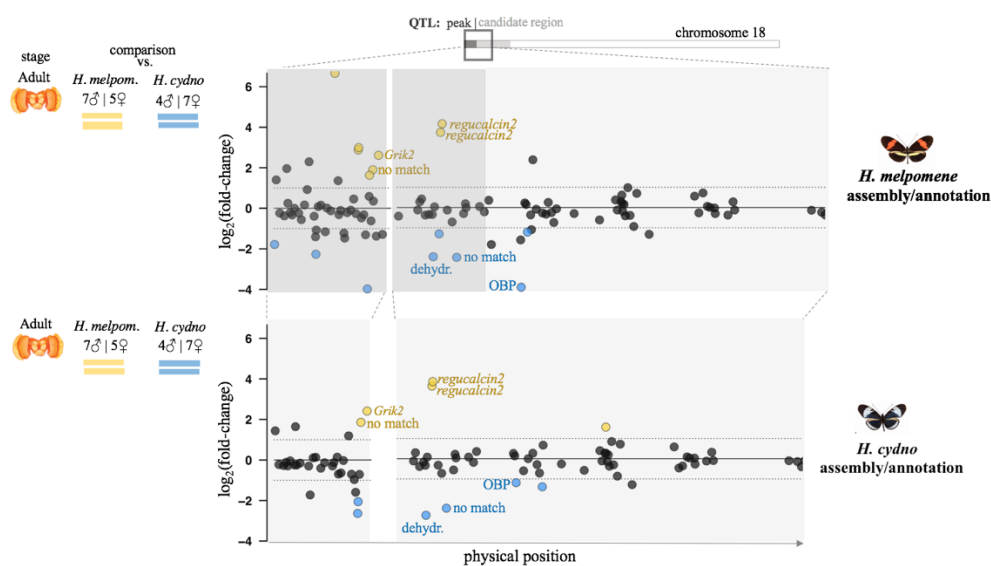 QTL: peak | candidate region
chromosome 18
stage
comparison
vs.
Adult
H. melpom.
H. cydno
7♂ | 5♀
4♂ | 7♀
log2(fold-change)
6
4
2
0
−2
−4
regucalcin2
regucalcin2
Grik2
no match
no match
dehydr.
OBP
H. melpomene
assembly/annotation
Adult
H. melpom.
H. cydno
7♂ | 5♀
4♂ | 7♀
log2(fold-change)
6
4
2
0
−2
−4
regucalcin2
regucalcin2
Grik2
no match
OBP
no match
dehydr.
H. cydno
assembly/annotation
physical position